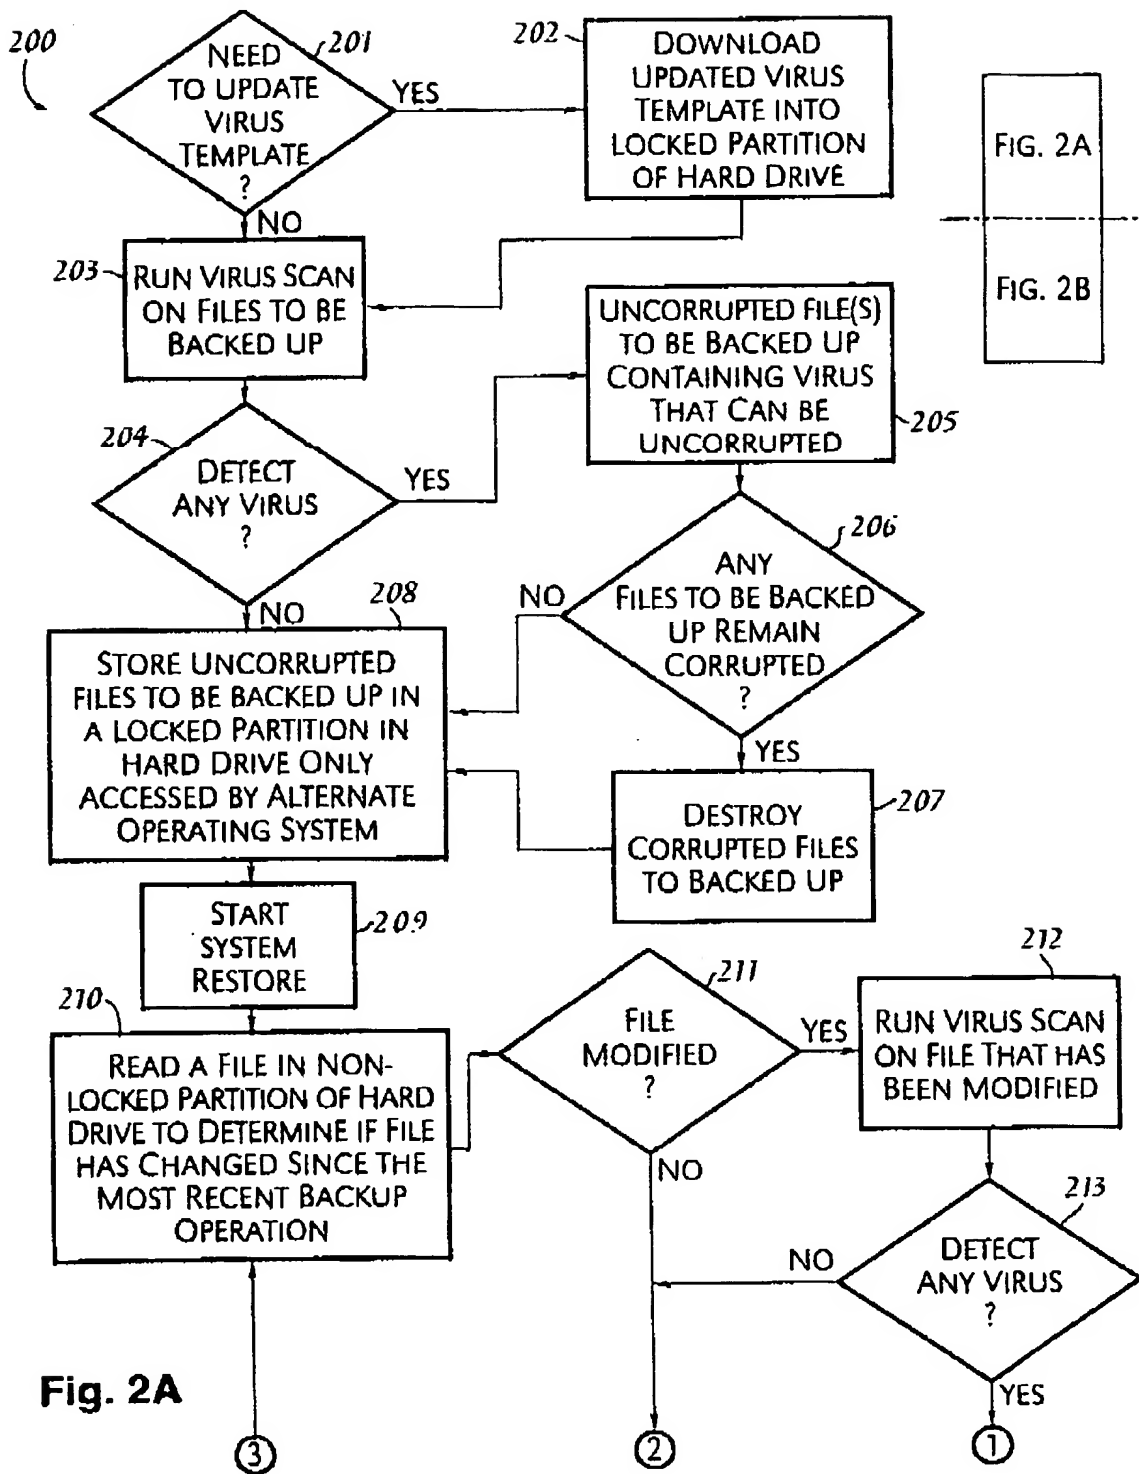 200
201
NEED
TO UPDATE
VIRUS
TEMPLATE
?
YES
NO
202
DOWNLOAD
UPDATED VIRUS
TEMPLATE INTO
LOCKED PARTITION
OF HARD DRIVE
FIG. 2A
FIG. 2B
203
RUN VIRUS SCAN
ON FILES TO BE
BACKED UP
204
DETECT
ANY VIRUS
?
YES
NO
UNCORRUPTED FILE(S)
TO BE BACKED UP
CONTAINING VIRUS
THAT CAN BE
UNCORRUPTED
205
206
ANY
FILES TO BE BACKED
UP REMAIN
CORRUPTED
?
NO
YES
207
DESTROY
CORRUPTED FILES
TO BACKED UP
208
STORE UNCORRUPTED
FILES TO BE BACKED UP IN
A LOCKED PARTITION IN
HARD DRIVE ONLY
ACCESSED BY ALTERNATE
OPERATING SYSTEM
START
SYSTEM
RESTORE
209
210
READ A FILE IN NON-
LOCKED PARTITION OF HARD
DRIVE TO DETERMINE IF FILE
HAS CHANGED SINCE THE
MOST RECENT BACKUP
OPERATION
211
FILE
MODIFIED
?
YES
NO
212
RUN VIRUS SCAN
ON FILE THAT HAS
BEEN MODIFIED
213
DETECT
ANY VIRUS
?
NO
YES
Fig. 2A
3
2
1